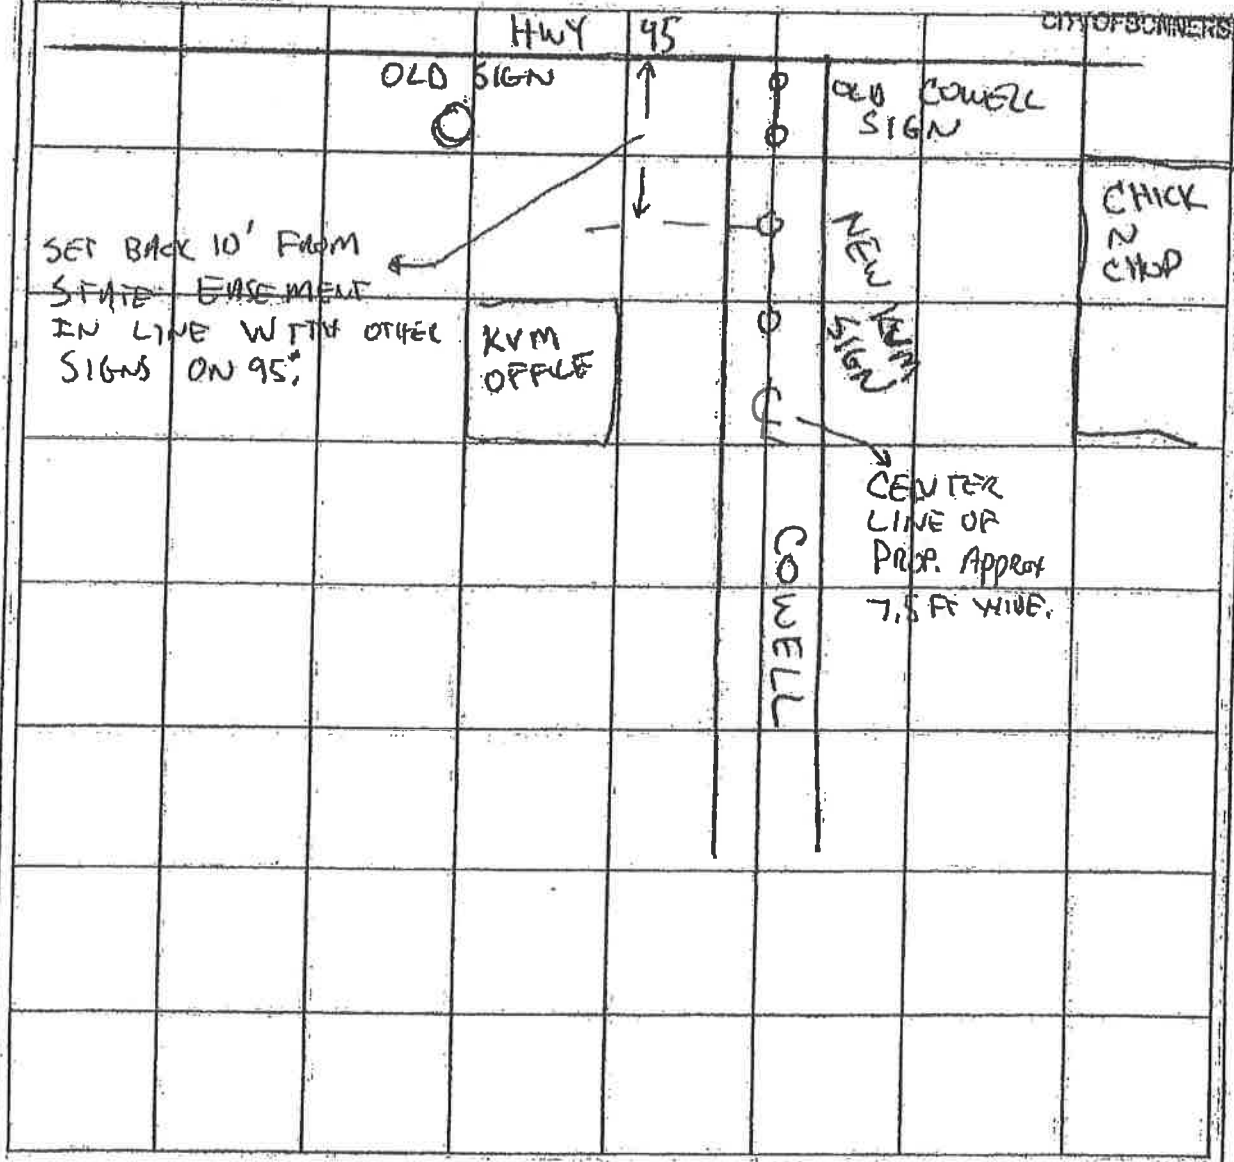 CITY OF BONNERS
HWY 95
OLD SIGN
OLD COWELL
SIGN
CHICK
N
CHOP
SET BACK 10' FROM
STATE EASEMENT
IN LINE WITH OTHER
SIGNS ON 95.
KVM
OFFICE
NEW KVM
SIGN
CENTER
LINE OF
PROP. APPROX
7.5 FT WIDE.
COWELL